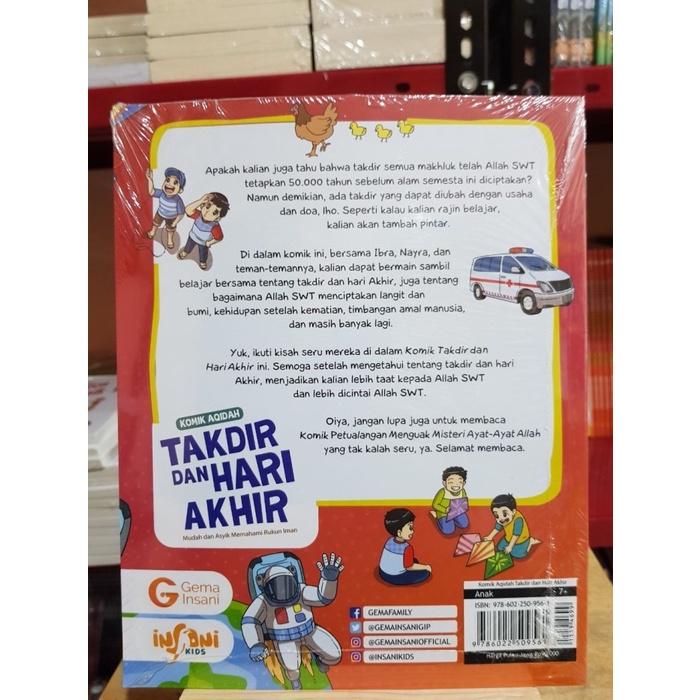 Apakah kalian juga tahu bahwa takdir semua makhluk telah Allah SWT
tetapkan 50.000 tahun sebelum alam semesta ini diciptakan?
Namun demikian, ada takdir yang dapat diubah dengan usaha
dan doa, lho. Seperti kalau kalian rajin belajar,
kalian akan tambah pintar.
Di dalam komik ini, bersama Ibra, Nayra, dan
teman-temannya, kalian dapat bermain sambil
belajar bersama tentang takdir dan hari Akhir, juga tentang
bagaimana Allah SWT menciptakan langit dan
bumi, kehidupan setelah kematian, timbangan amal manusia,
dan masih banyak lagi.
Yuk, ikuti kisah seru mereka di dalam Komik Takdir dan
Hari Akhir ini. Semoga setelah mengetahui tentang takdir dan hari
Akhir, menjadikan kalian lebih taat kepada Allah SWT
dan lebih dicintai Allah SWT.
Oiya, jangan lupa juga untuk membaca
Komik Petualangan Menguak Misteri Ayat-Ayat Allah
yang tak kalah seru, ya. Selamat membaca.
KOMIK AQIDAH
TAKDIR
DAN HARI
AKHIR
Mudah dan Asyik Memahami Rukun Iman
Gema
Insani
insani
KIDS
GEMAFAMILY
@GEMAINSANIGIP
@GEMAINSANIOFFICIAL
@INSANIKIDS
Komik Aqidah Takdir dan Hari Akhir
Anak 7+
ISBN: 978-602-250-956-1